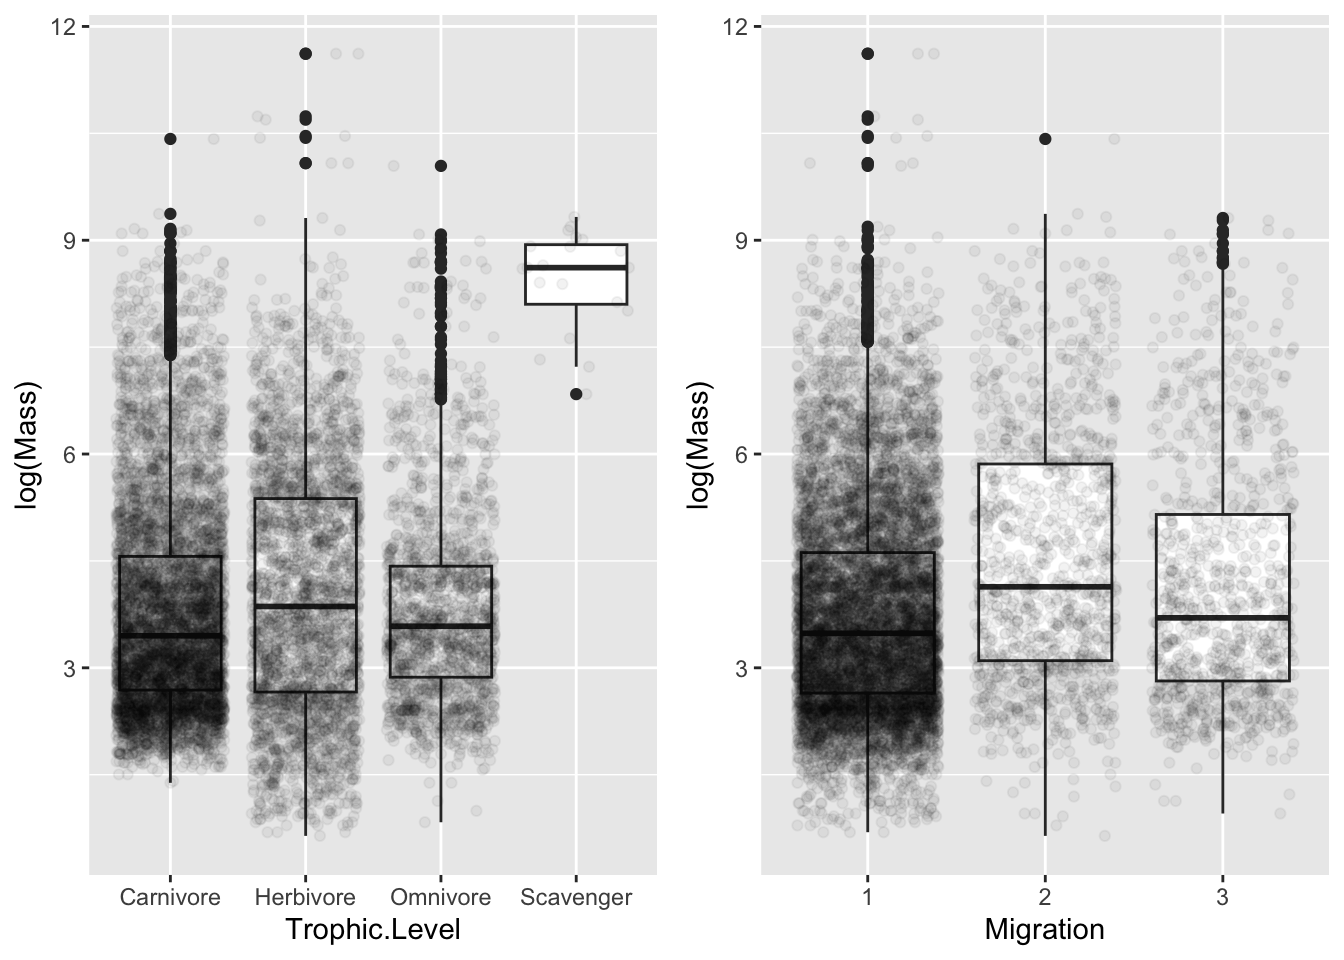 12
9
6
3
log(Mass)
Carnivore Herbivore Omnivore Scavenger
Trophic.Level
12
9
6
3
log(Mass)
1 2 3
Migration